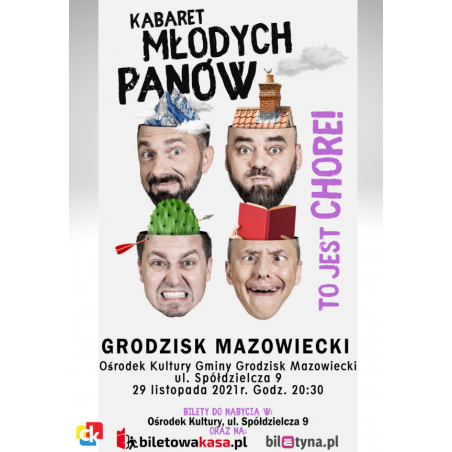 KABARET
MŁODYCH
PANÓW
TO JEST CHORE!
GRODZISK MAZOWIECKI
Ośrodek Kultury Gminy Grodzisk Mazowiecki
ul. Spółdzielcza 9
29 listopada 2021r. Godz. 20:30
BILETY DO NABYCIA W:
Ośrodek Kultury, ul. Spółdzielcza 9
ORAZ NA:
ck
biletowakasa.pl
biletyna.pl